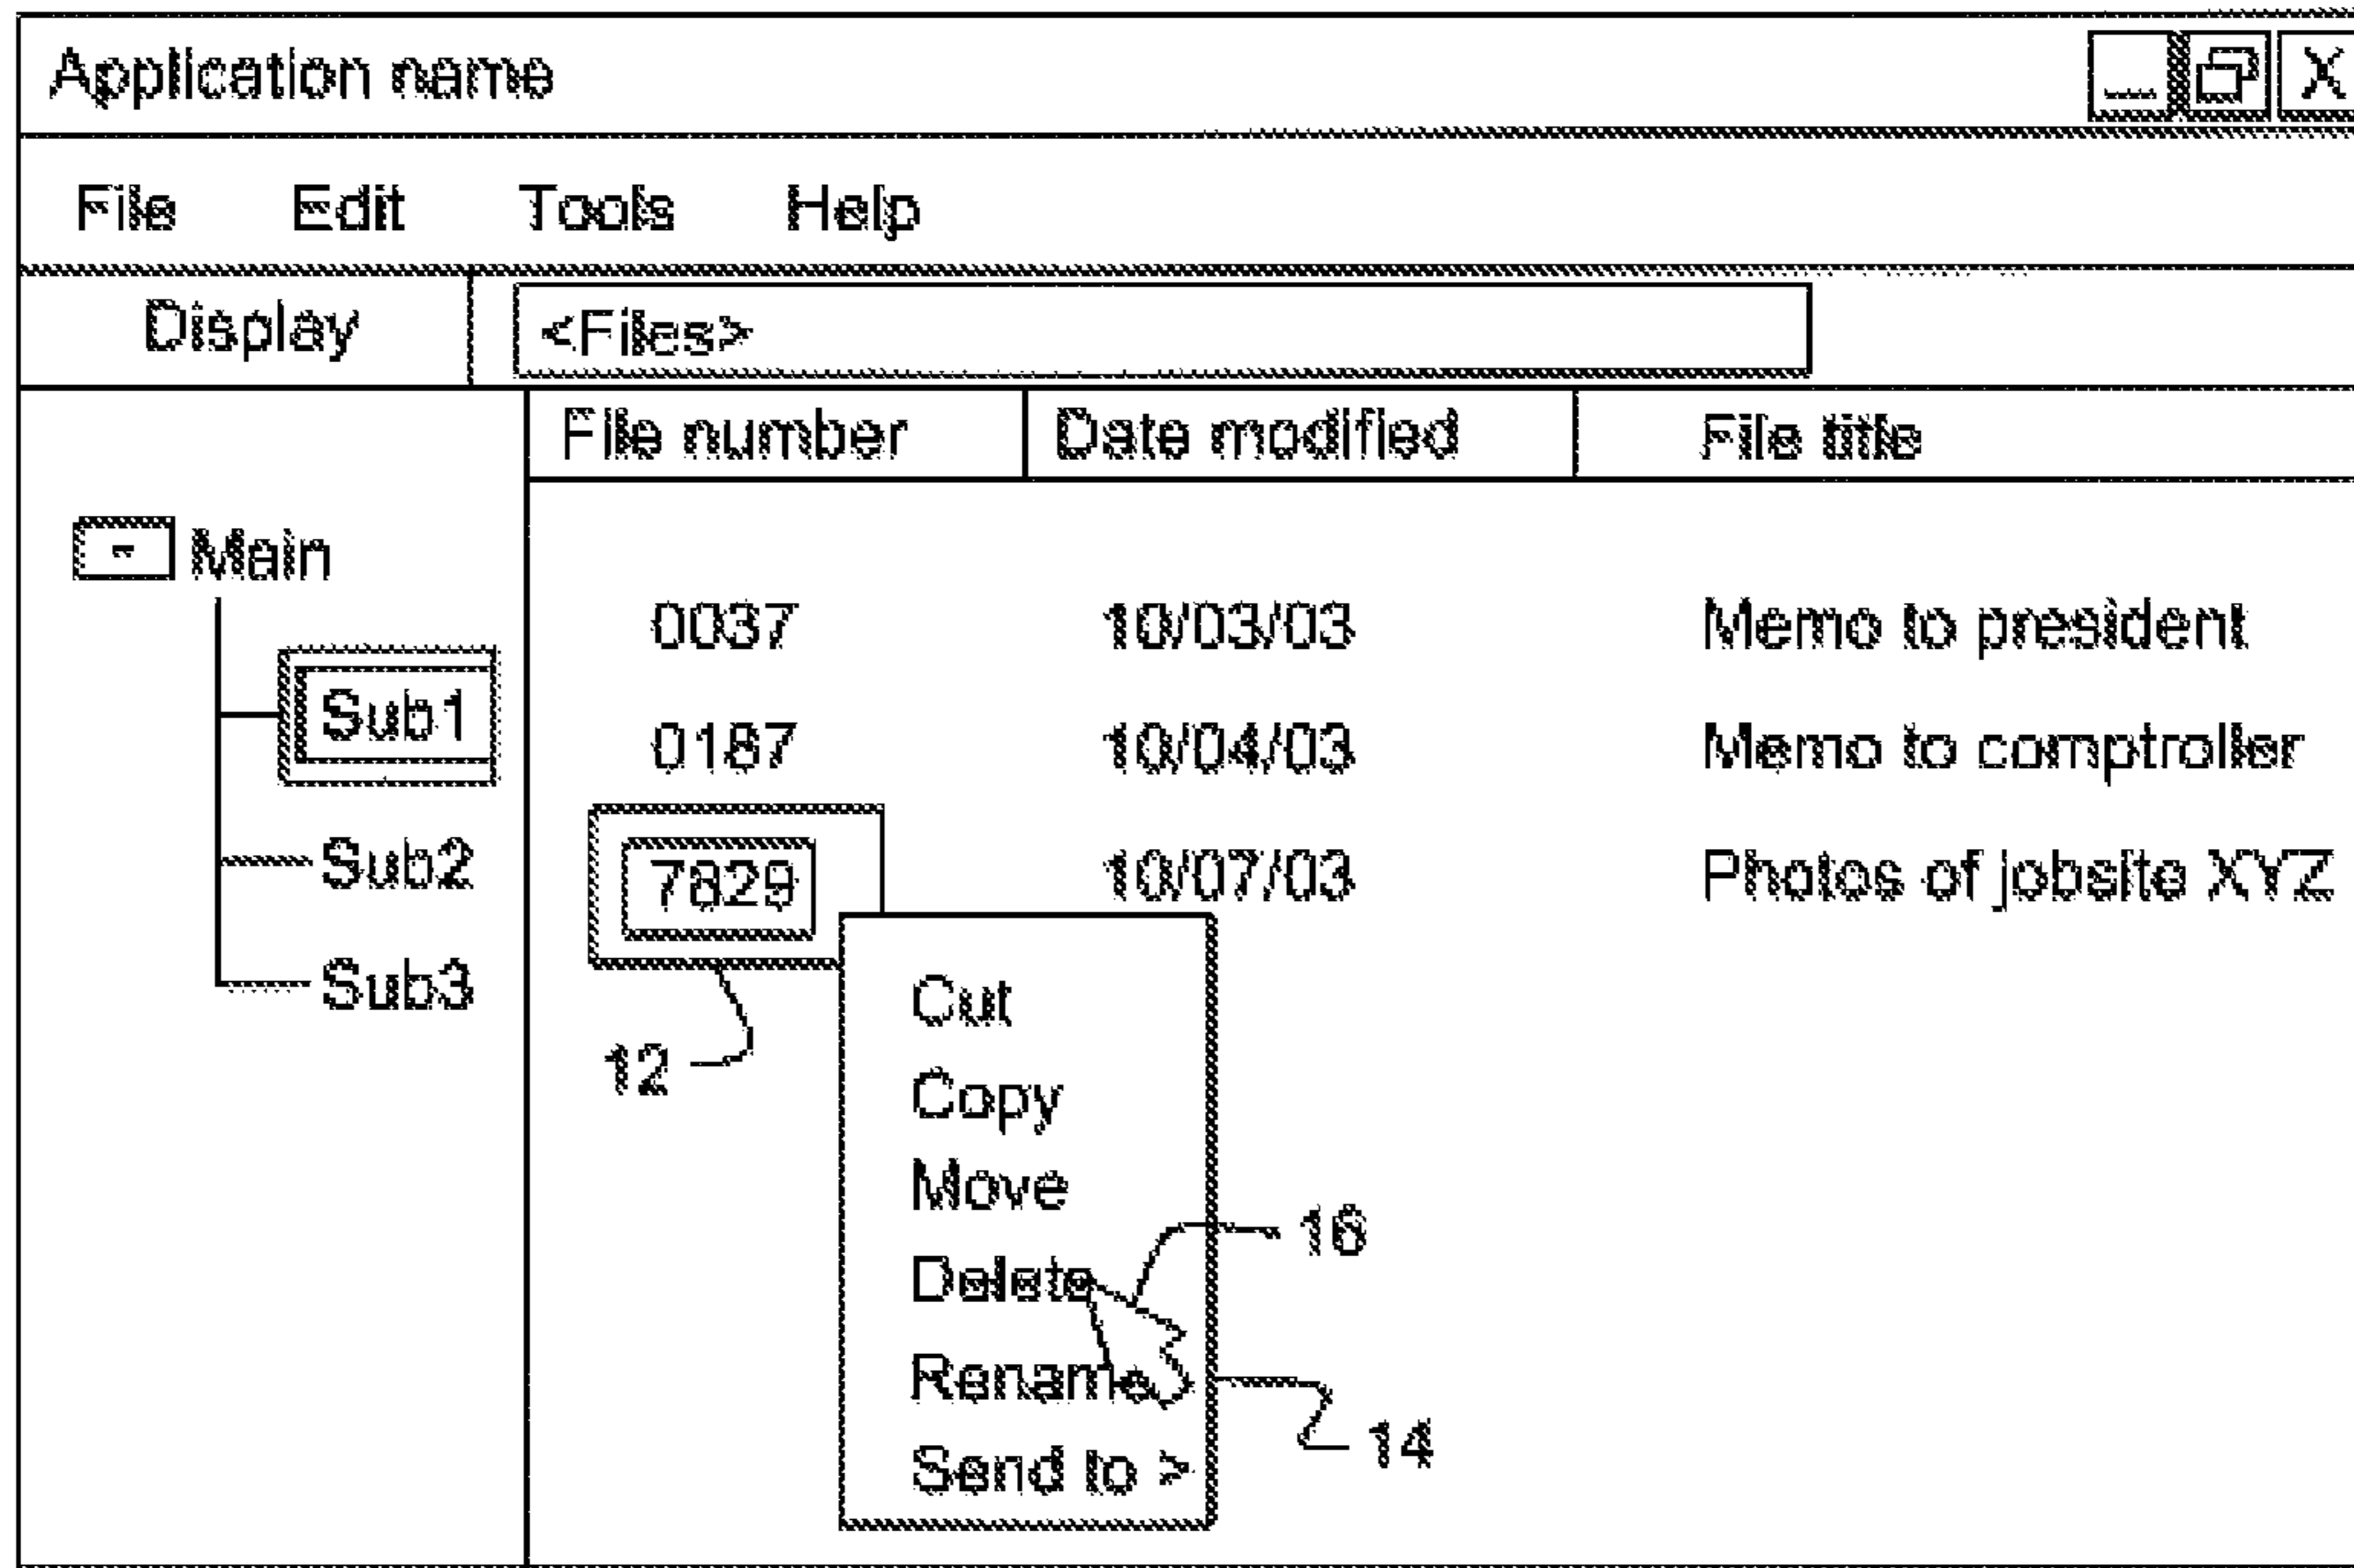 Application name
File Edit Tools Help
Display <Files>
File number Date modified File title
- Main
0037 10/03/03 Memo to president
Sub1
0187 10/04/03 Memo to comptroller
Sub2
7829 10/07/03 Photos of jobsite XYZ
Sub3
Cut
12
Copy
Move
16
Delete
Rename
14
Send to >